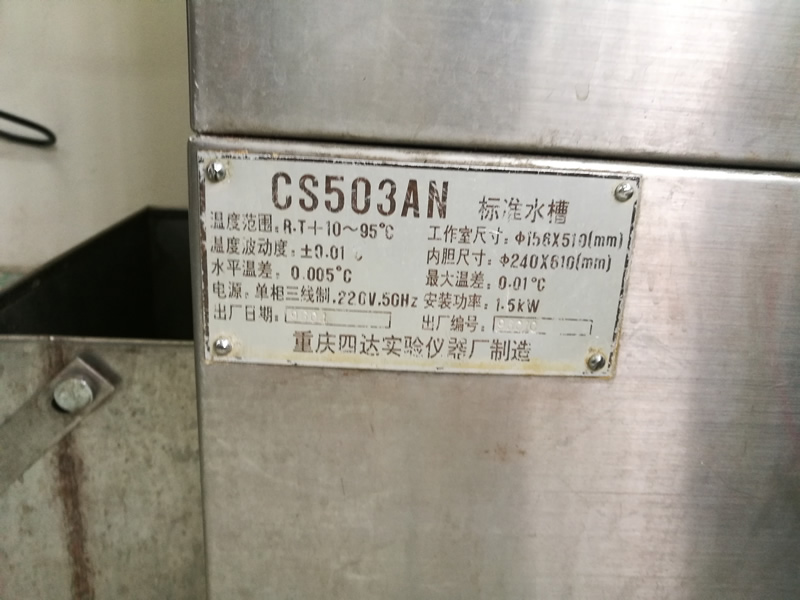 CS503AN 标准水槽
温度范围:R.T+10~95℃ 工作室尺寸:Φ156X510(mm)
温度波动度:±0.01 内胆尺寸:Φ240X610(mm)
水平温差:0.005℃ 最大温差:0.01℃
电源:单相三线制.220V.50Hz 安装功率:1.5kW
出厂日期: 出厂编号:
重庆四达实验仪器厂制造